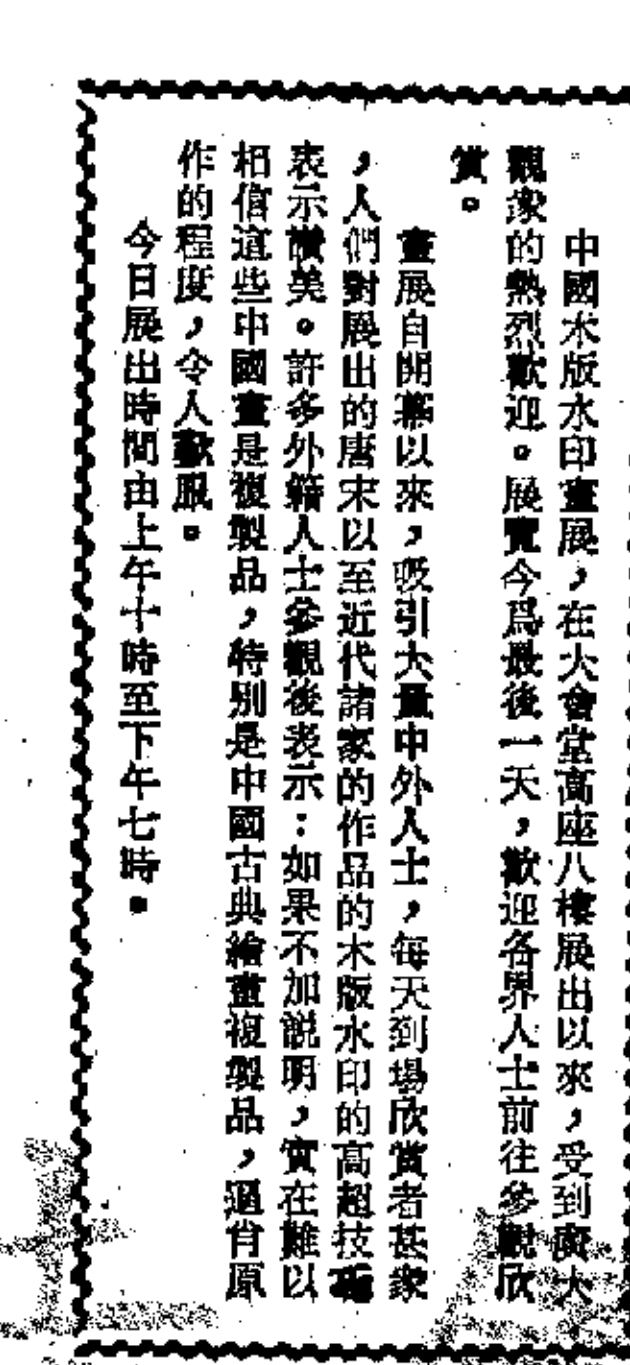 中國木版水印畫展，在大會堂高座八樓展出以來，受到廣大
觀衆的熱烈歡迎。展覽今爲最後一天，歡迎各界人士前往參觀欣
賞。
畫展自開幕以來，吸引大量中外人士，每天到場欣賞者甚衆
，人們對展出的唐宋以至近代諸家的作品的木版水印的高超技巧
表示讚美。許多外籍人士參觀後表示：如果不加説明，實在難以
相信這些中國畫是複製品，特別是中國古典繪畫複製品，逼肖原
作的程度，令人歎服。
今日展出時間由上午十時至下午七時。